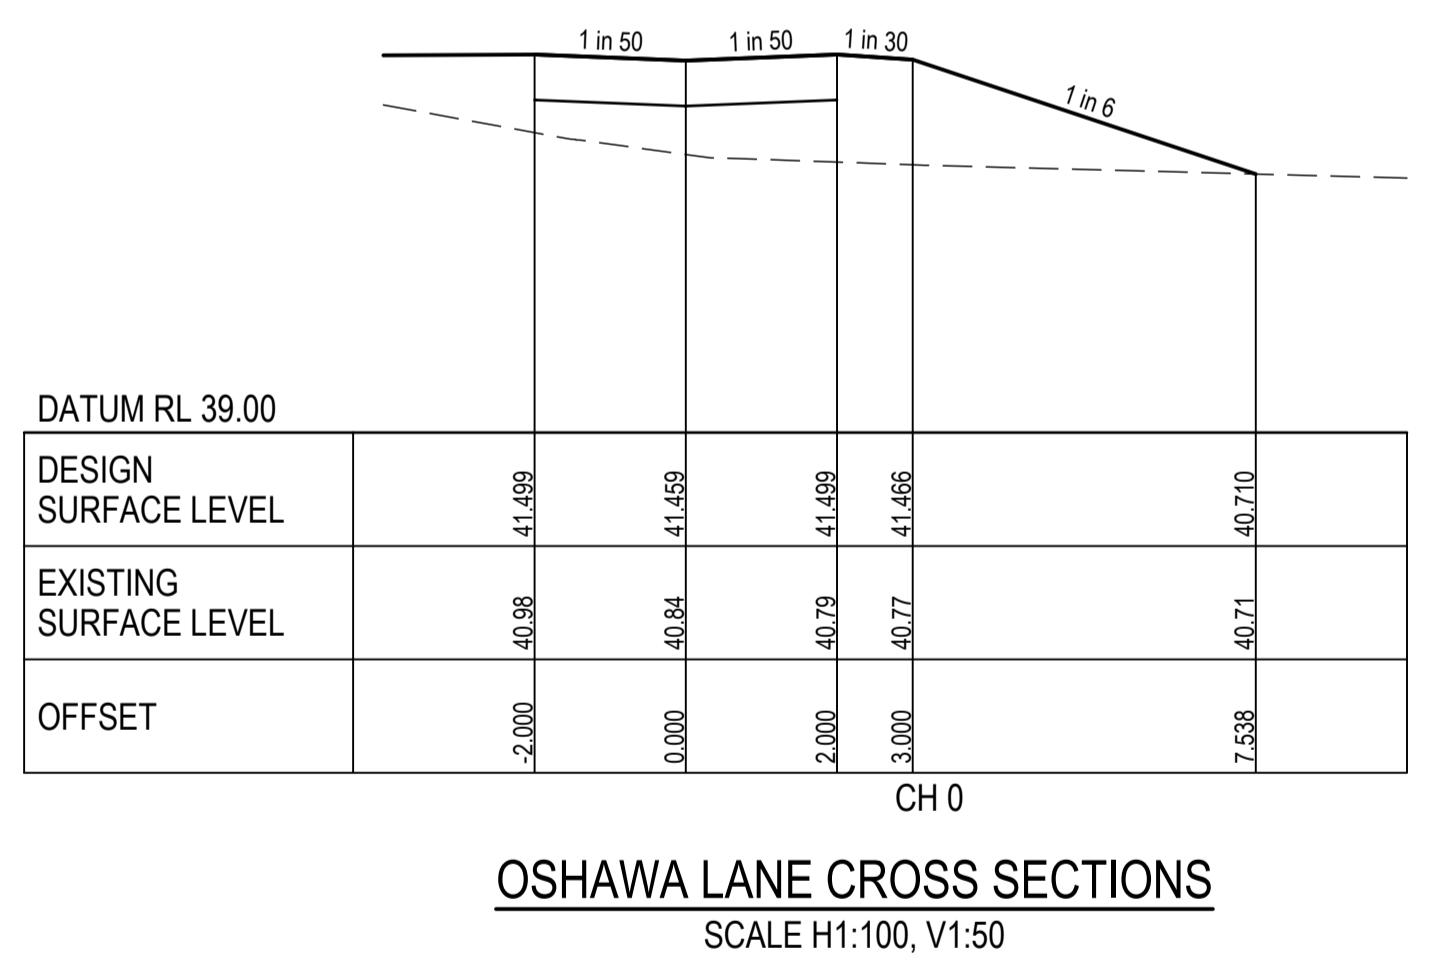 1 in 50
1 in 50
1 in 30
1 in 6
DATUM RL 39.00
DESIGN
SURFACE LEVEL
41.499
41.459
41.499
41.466
40.710
EXISTING
SURFACE LEVEL
40.98
40.84
40.79
40.77
40.71
OFFSET
-2.000
0.000
2.000
3.000
7.538
CH 0
OSHAWA LANE CROSS SECTIONS
SCALE H1:100, V1:50